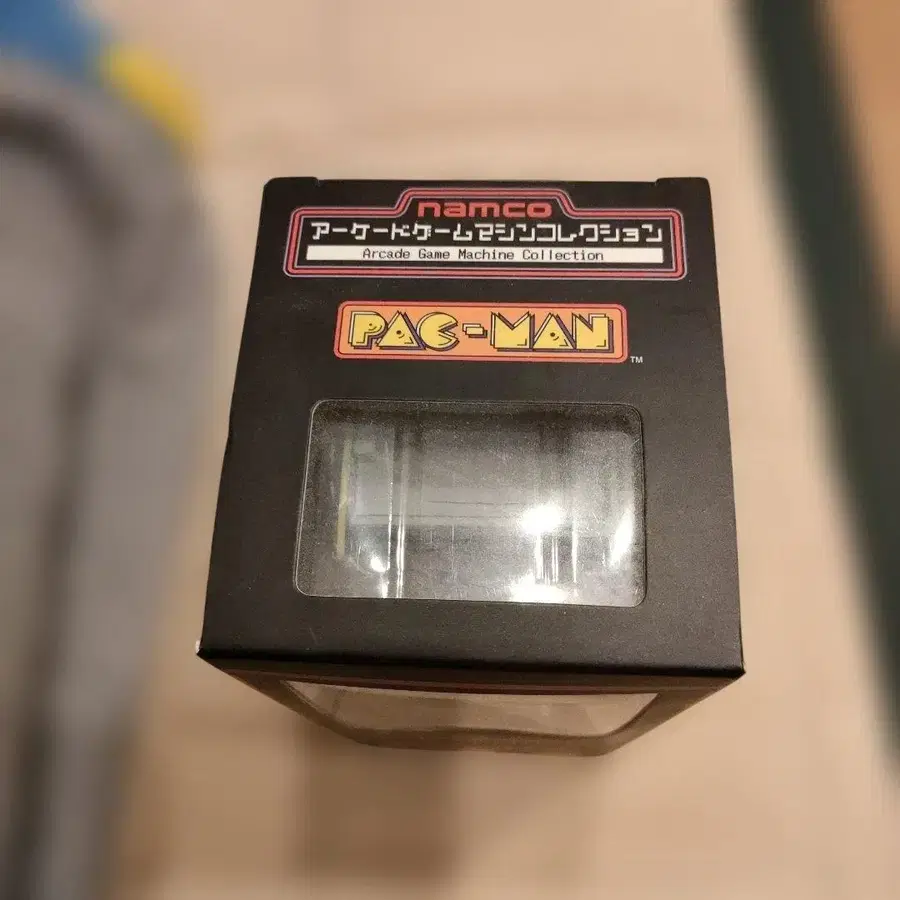 namco
アーケードゲームマシンコレクション
Arcade Game Machine Collection
PAC-MAN
TM